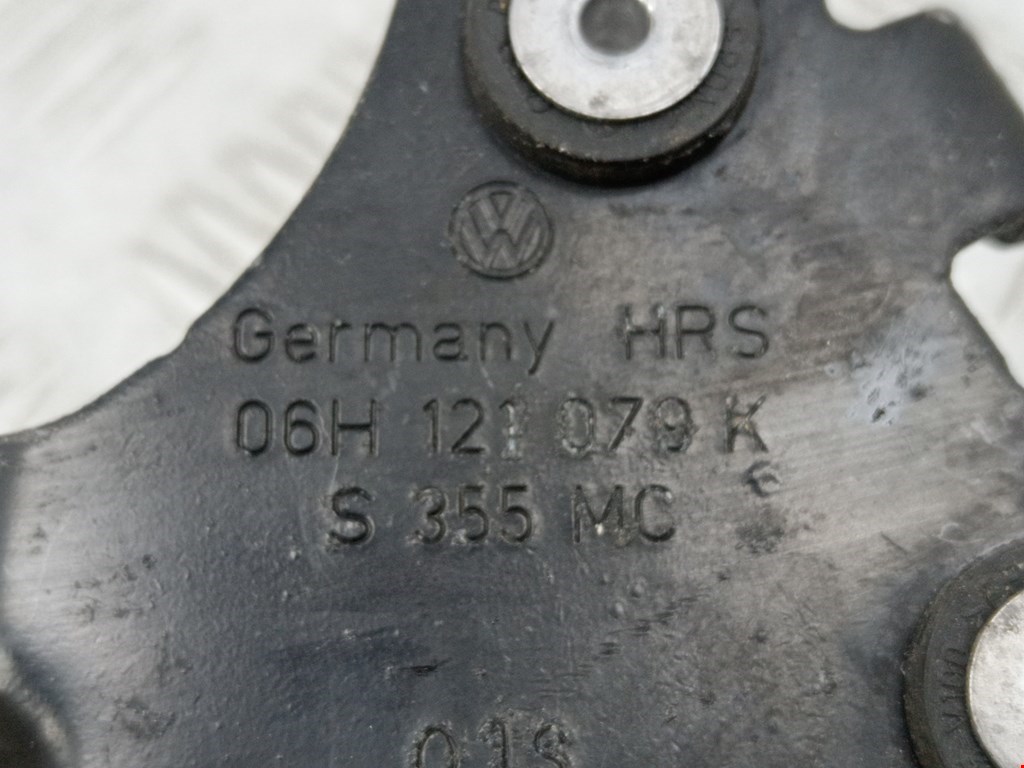 Germany HRS
06H 121 079 K
S 355 MC